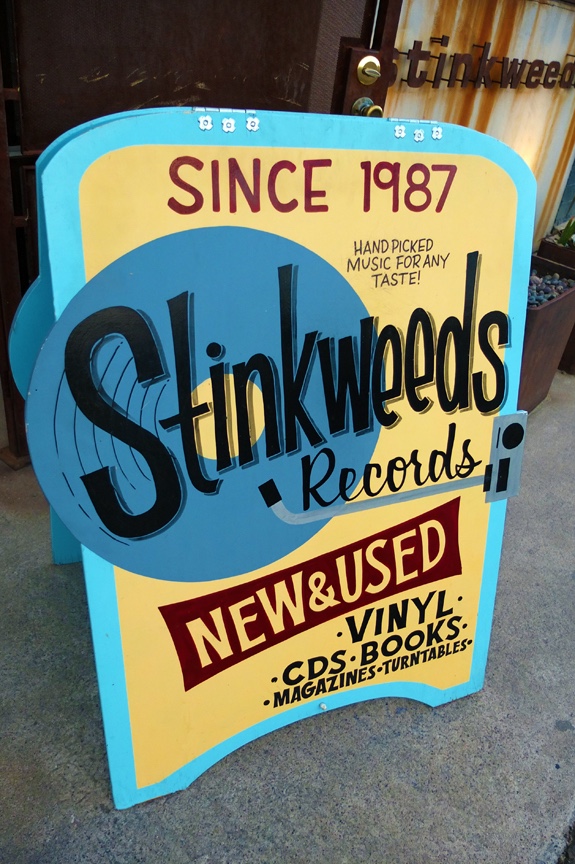 stinkweeds
SINCE 1987
HAND PICKED
MUSIC FOR ANY
TASTE!
Stinkweeds
Records
NEW & USED
• VINYL •
• CDS • BOOKS •
• MAGAZINES • TURNTABLES •